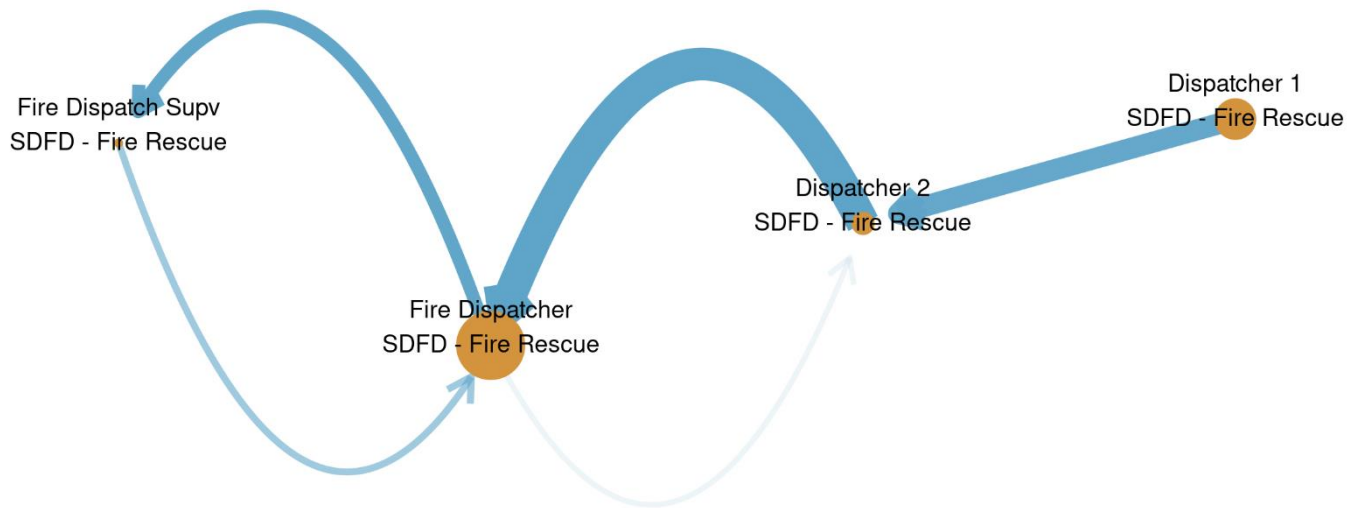 Fire Dispatch Supv
SDFD - Fire Rescue
Fire Dispatcher
SDFD - Fire Rescue
Dispatcher 2
SDFD - Fire Rescue
Dispatcher 1
SDFD - Fire Rescue